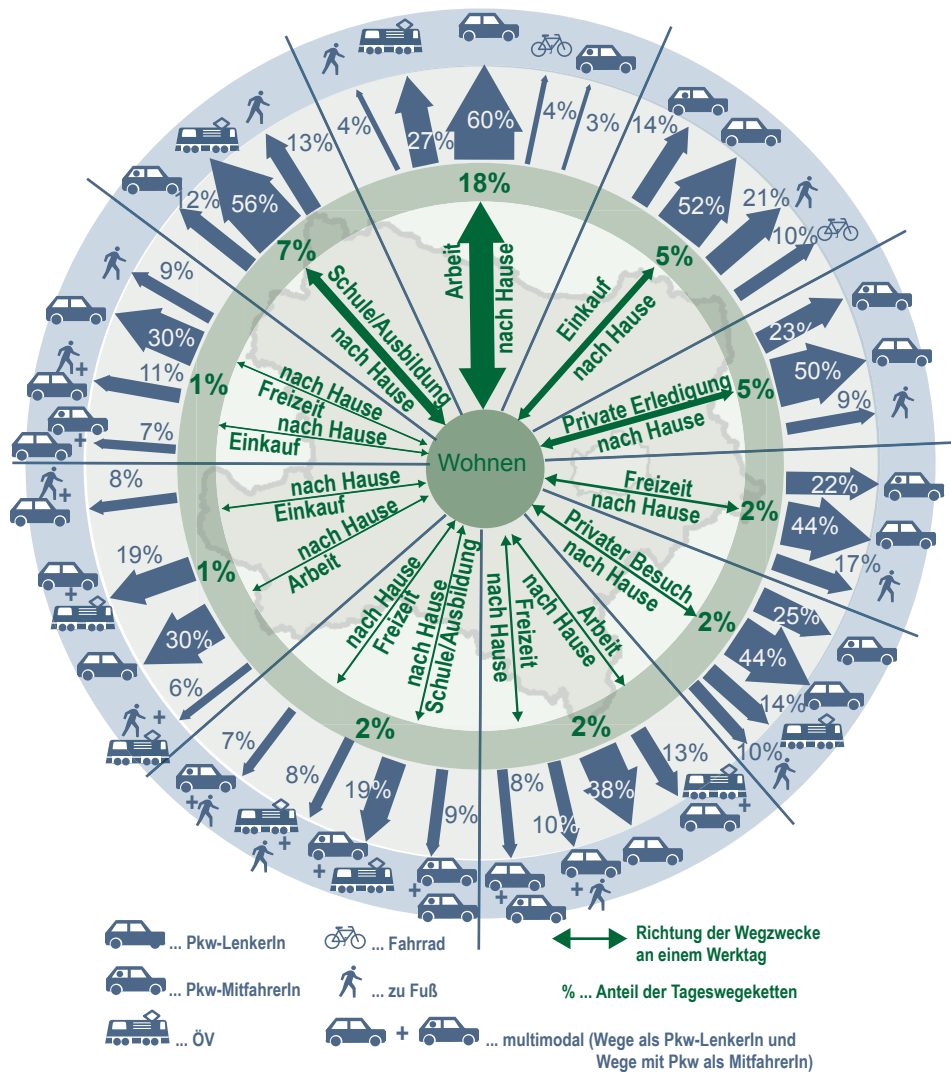 4%
27%
60%
4%
3%
14%
52%
21%
10%
13%
56%
12%
9%
30%
11%
7%
18%
7%
5%
5%
2%
2%
2%
2%
1%
1%
Arbeit
nach Hause
Einkauf
nach Hause
Schule/Ausbildung
nach Hause
Private Erledigung
nach Hause
nach Hause
Freizeit
nach Hause
Einkauf
Wohnen
Freizeit
nach Hause
nach Hause
Einkauf
nach Hause
Arbeit
Privater Besuch
nach Hause
nach Hause
Freizeit
nach Hause
Schule/Ausbildung
Freizeit
nach Hause
Arbeit
nach Hause
23%
50%
9%
22%
44%
17%
25%
44%
14%
10%
8%
19%
30%
6%
7%
8%
19%
9%
8%
10%
38%
13%
+
+
+
+
+
+
+
+
+
+
+
+
+
... Pkw-LenkerIn
... Fahrrad
Richtung der Wegzwecke
an einem Werktag
... Pkw-MitfahrerIn
... zu Fuß
% ... Anteil der Tageswegeketten
... ÖV
+ ... multimodal (Wege als Pkw-LenkerIn und
Wege mit Pkw als MitfahrerIn)